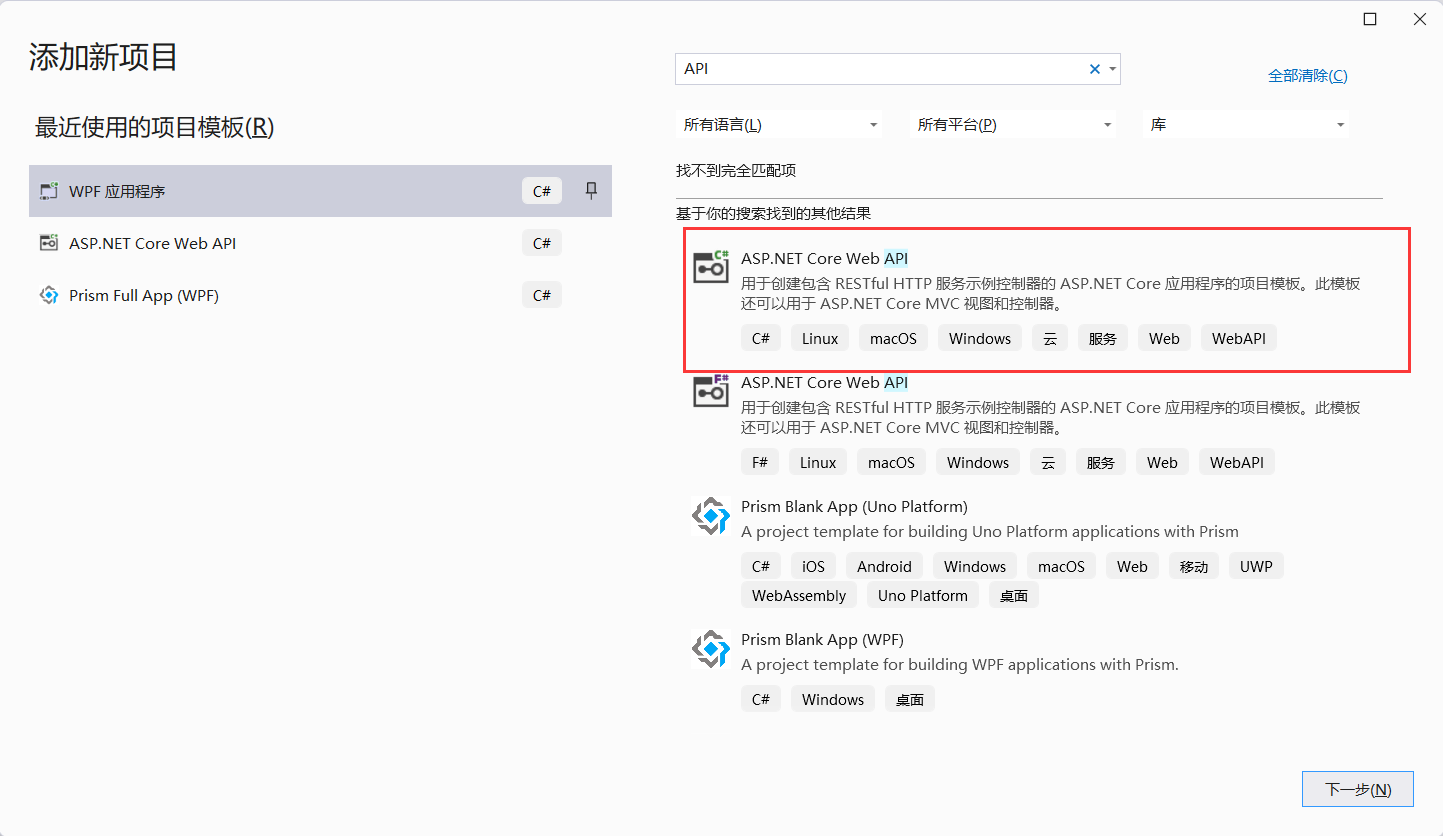 添加新项目
最近使用的项目模板(R)
WPF 应用程序 C#
ASP.NET Core Web API C#
Prism Full App (WPF) C#
API
全部清除(C)
所有语言(L) 所有平台(P) 库
找不到完全匹配项
基于你的搜索找到的其他结果
ASP.NET Core Web API
用于创建包含 RESTful HTTP 服务示例控制器的 ASP.NET Core 应用程序的项目模板。此模板
还可以用于 ASP.NET Core MVC 视图和控制器。
C# Linux macOS Windows 云 服务 Web WebAPI
ASP.NET Core Web API
用于创建包含 RESTful HTTP 服务示例控制器的 ASP.NET Core 应用程序的项目模板。此模板
还可以用于 ASP.NET Core MVC 视图和控制器。
F# Linux macOS Windows 云 服务 Web WebAPI
Prism Blank App (Uno Platform)
A project template for building Uno Platform applications with Prism
C# iOS Android Windows macOS Web 移动 UWP
WebAssembly Uno Platform 桌面
Prism Blank App (WPF)
A project template for building WPF applications with Prism.
C# Windows 桌面
下一步(N)